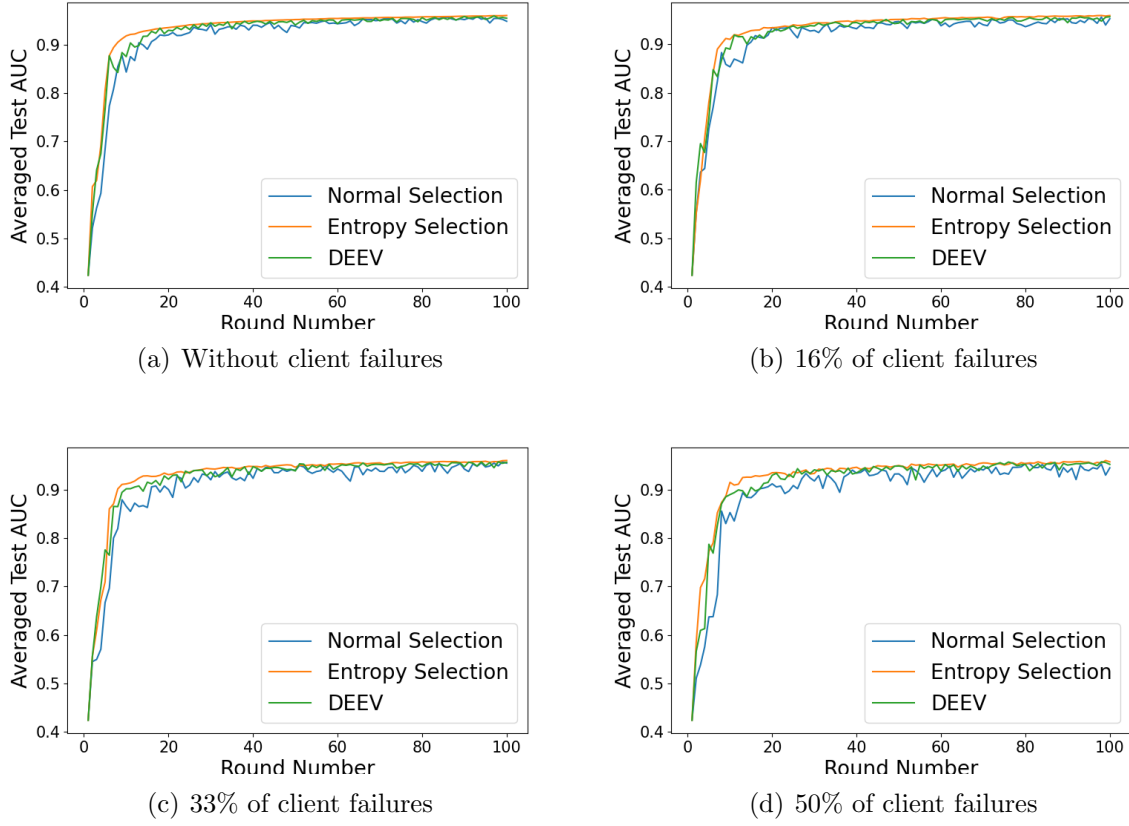 Averaged Test AUC
0.9
0.8
0.7
0.6
0.5
0.4
Normal Selection
Entropy Selection
DEEV
0 20 40 60 80 100
Round Number
(a) Without client failures
Averaged Test AUC
0.9
0.8
0.7
0.6
0.5
0.4
Normal Selection
Entropy Selection
DEEV
0 20 40 60 80 100
Round Number
(b) 16% of client failures
Averaged Test AUC
0.9
0.8
0.7
0.6
0.5
0.4
Normal Selection
Entropy Selection
DEEV
0 20 40 60 80 100
Round Number
(c) 33% of client failures
Averaged Test AUC
0.9
0.8
0.7
0.6
0.5
0.4
Normal Selection
Entropy Selection
DEEV
0 20 40 60 80 100
Round Number
(d) 50% of client failures